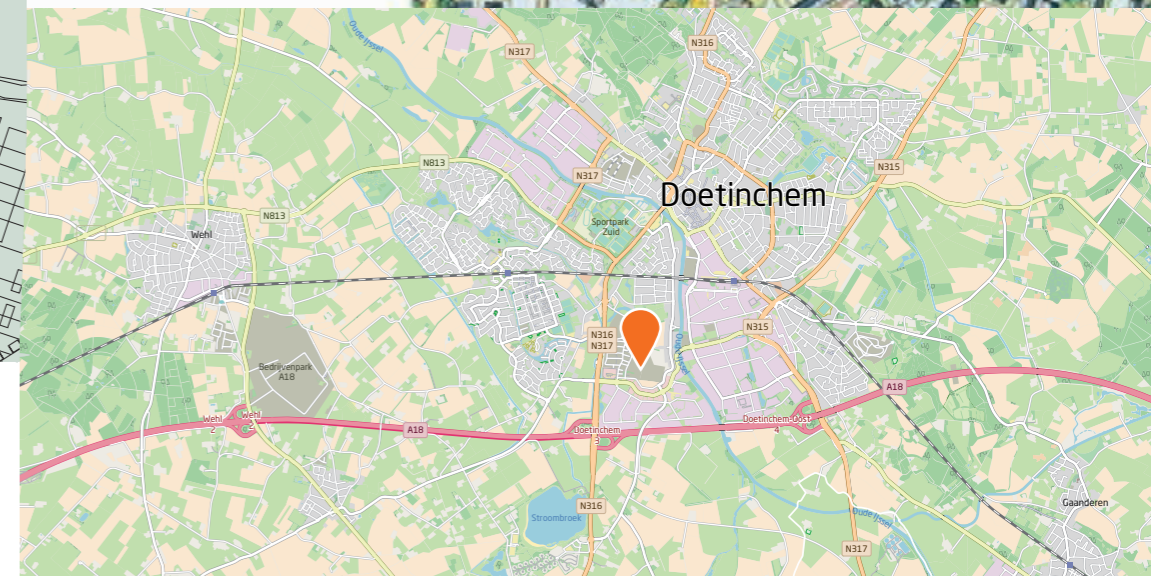 Oude IJssel
N317
N316
N813
N317
N315
Doetinchem
N813
Sportpark
Zuid
Wehl
N316
N317
N315
Oude IJssel
Bedrijvenpark
A18
A18
Wehl
2
Wehl
2
A18
Doetinchem
3
Doetinchem-Oost
4
N316
Stroombroek
Gaanderen
Oude IJssel
N317